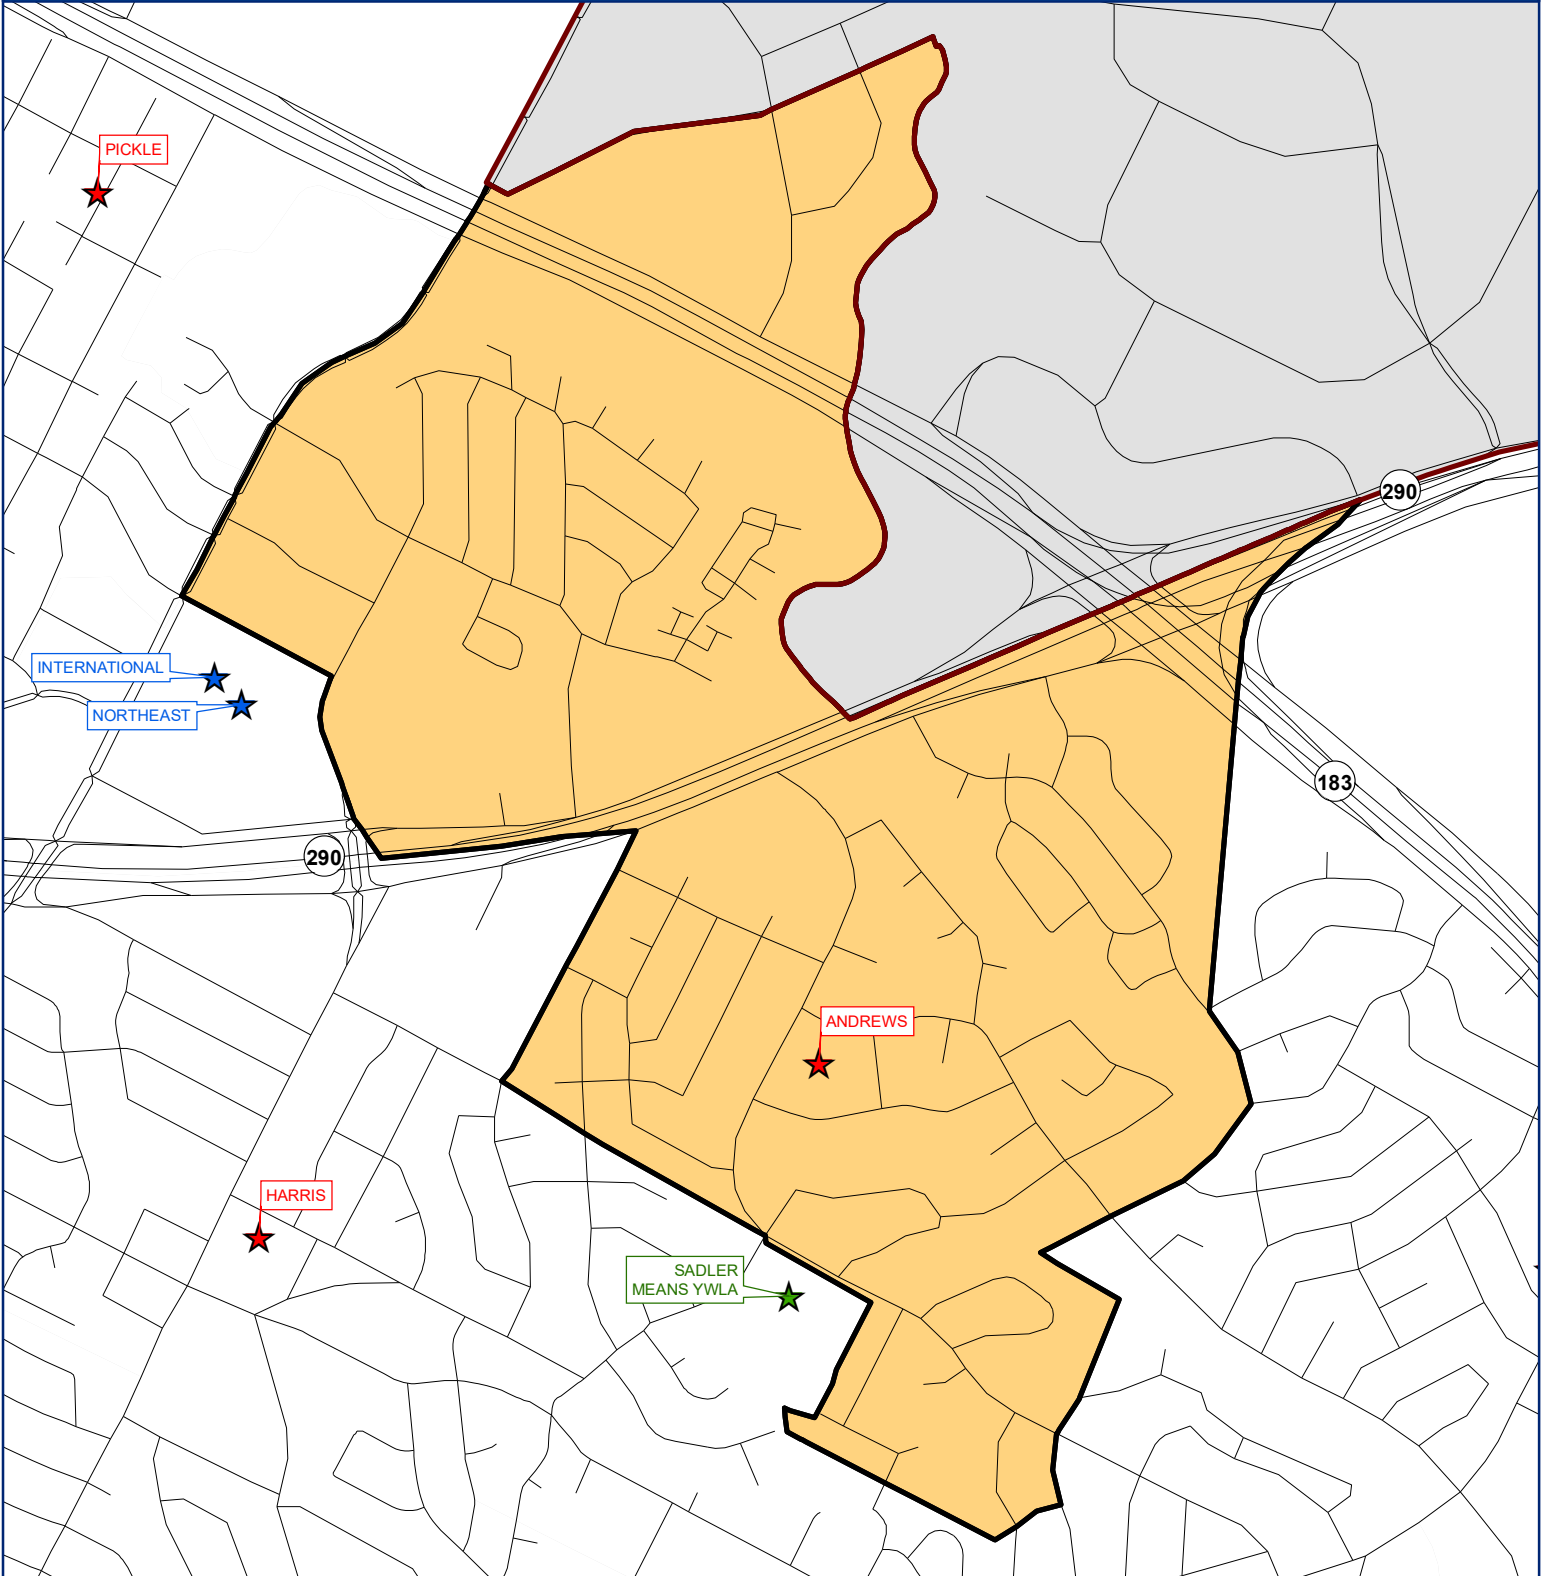 PICKLE
290
INTERNATIONAL
NORTHEAST
183
290
ANDREWS
HARRIS
SADLER
MEANS YWLA